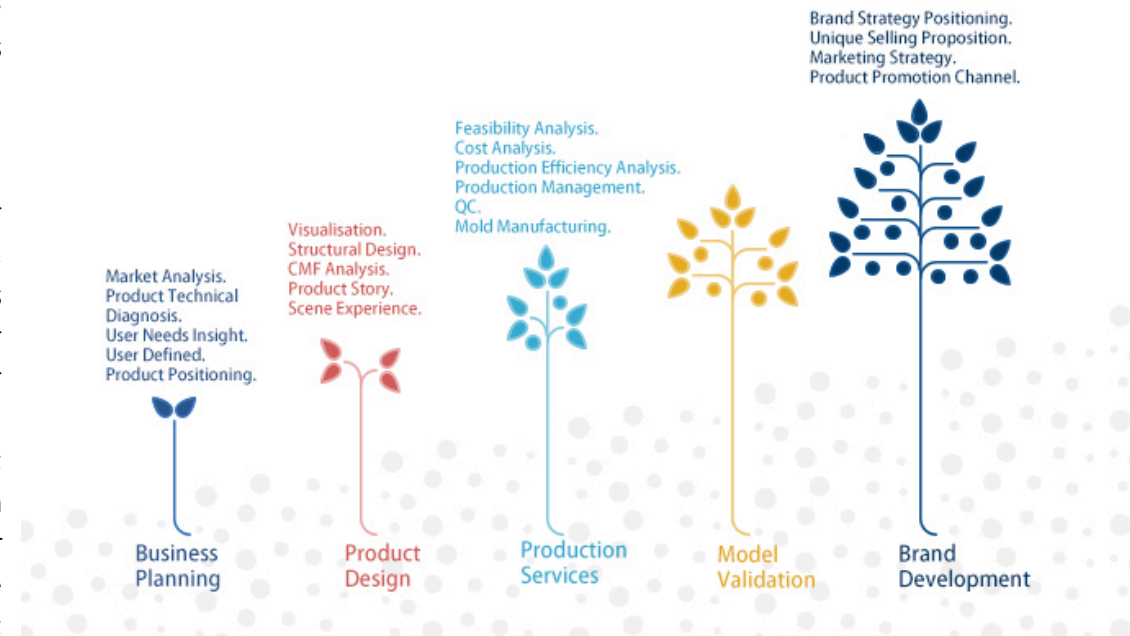 Brand Strategy Positioning.
Unique Selling Proposition.
Marketing Strategy.
Product Promotion Channel.
Feasibility Analysis.
Cost Analysis.
Production Efficiency Analysis.
Production Management.
QC.
Mold Manufacturing.
Visualisation.
Structural Design.
CMF Analysis.
Product Story.
Scene Experience.
Market Analysis.
Product Technical
Diagnosis.
User Needs Insight.
User Defined.
Product Positioning.
Business
Planning
Product
Design
Production
Services
Model
Validation
Brand
Development